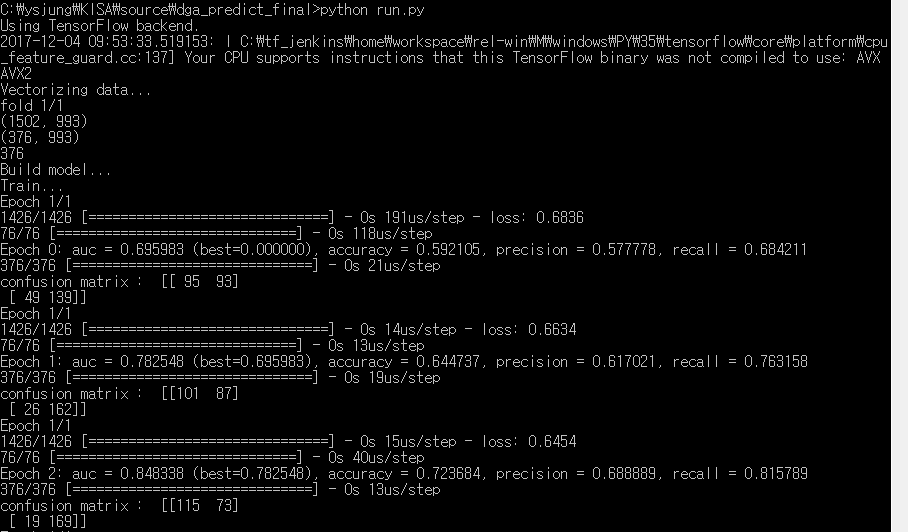 C:₩ysjung₩KISA₩source₩dga_predict_final>python run.py
Using TensorFlow backend.
2017-12-04 09:53:33.519153: I C:₩tf_jenkins₩home₩workspace₩rel-win₩M₩windows₩PY₩35₩tensorflow₩core₩platform₩cpu
_feature_guard.cc:137] Your CPU supports instructions that this TensorFlow binary was not compiled to use: AVX
AVX2
Vectorizing data...
fold 1/1
(1502, 993)
(376, 993)
376
Build model...
Train...
Epoch 1/1
1426/1426 [==============================] - 0s 191us/step - loss: 0.6836
76/76 [==============================] - 0s 118us/step
Epoch 0: auc = 0.695983 (best=0.000000), accuracy = 0.592105, precision = 0.577778, recall = 0.684211
376/376 [==============================] - 0s 21us/step
confusion matrix :  [[ 95  93]
 [ 49 139]]
Epoch 1/1
1426/1426 [==============================] - 0s 14us/step - loss: 0.6634
76/76 [==============================] - 0s 13us/step
Epoch 1: auc = 0.782548 (best=0.695983), accuracy = 0.644737, precision = 0.617021, recall = 0.763158
376/376 [==============================] - 0s 19us/step
confusion matrix :  [[101  87]
 [ 26 162]]
Epoch 1/1
1426/1426 [==============================] - 0s 15us/step - loss: 0.6454
76/76 [==============================] - 0s 40us/step
Epoch 2: auc = 0.848338 (best=0.782548), accuracy = 0.723684, precision = 0.688889, recall = 0.815789
376/376 [==============================] - 0s 13us/step
confusion matrix :  [[115  73]
 [ 19 169]]